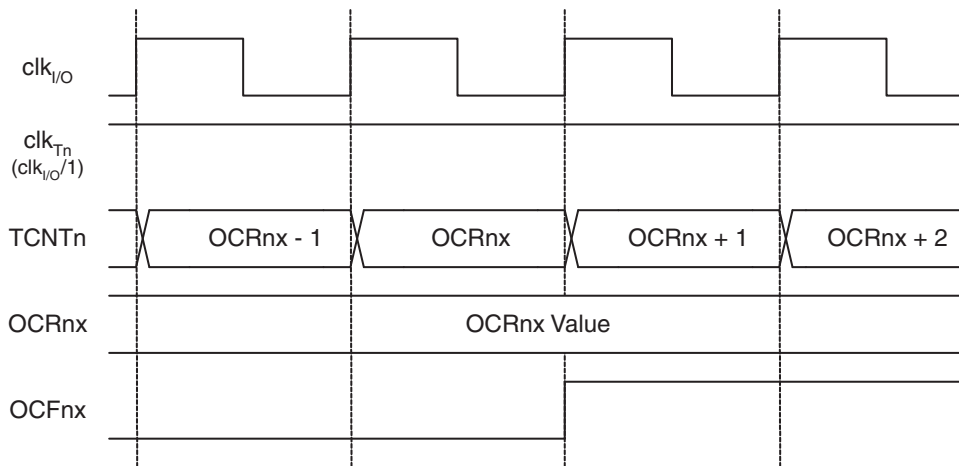 clkI/O
clkTn
(clkI/O/1)
TCNTn OCRnx - 1 OCRnx OCRnx + 1 OCRnx + 2
OCRnx OCRnx Value
OCFnx